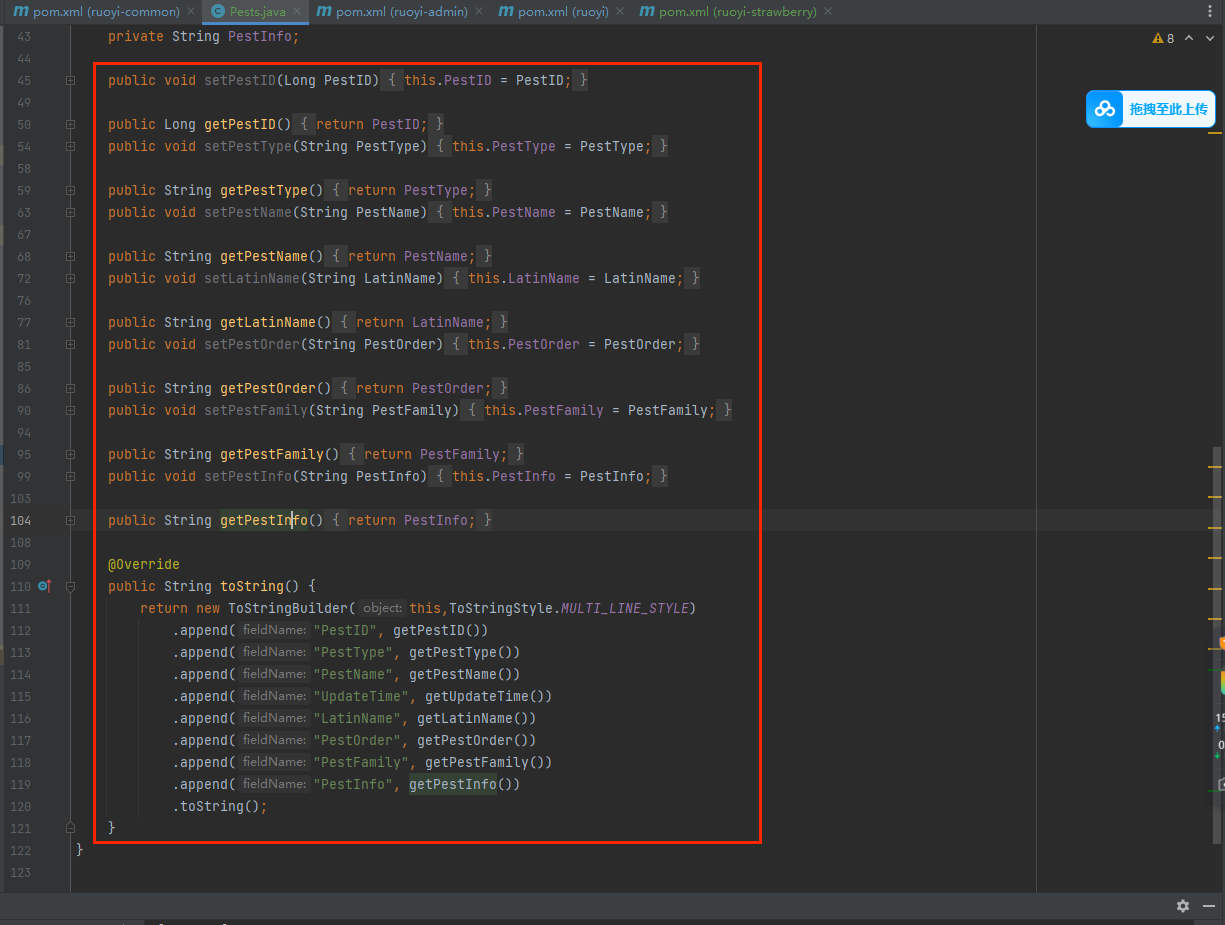 m pom.xml (ruoyi-common) × C Pests.java × m pom.xml (ruoyi-admin) × m pom.xml (ruoyi) × m pom.xml (ruoyi-strawberry) ×
43 private String PestInfo;
8
44
45 public void setPestID(Long PestID) { this.PestID = PestID; }
49
拖拽至此上传
50 public Long getPestID() { return PestID; }
54 public void setPestType(String PestType) { this.PestType = PestType; }
58
59 public String getPestType() { return PestType; }
63 public void setPestName(String PestName) { this.PestName = PestName; }
67
68 public String getPestName() { return PestName; }
72 public void setLatinName(String LatinName) { this.LatinName = LatinName; }
76
77 public String getLatinName() { return LatinName; }
81 public void setPestOrder(String PestOrder) { this.PestOrder = PestOrder; }
85
86 public String getPestOrder() { return PestOrder; }
90 public void setPestFamily(String PestFamily) { this.PestFamily = PestFamily; }
94
95 public String getPestFamily() { return PestFamily; }
99 public void setPestInfo(String PestInfo) { this.PestInfo = PestInfo; }
103
104 public String getPestInfo() { return PestInfo; }
108
109 @Override
110 public String toString() {
111 return new ToStringBuilder( object: this,ToStringStyle.MULTI_LINE_STYLE)
112 .append( fieldName: "PestID", getPestID())
113 .append( fieldName: "PestType", getPestType())
114 .append( fieldName: "PestName", getPestName())
115 .append( fieldName: "UpdateTime", getUpdateTime())
116 .append( fieldName: "LatinName", getLatinName())
117 .append( fieldName: "PestOrder", getPestOrder())
118 .append( fieldName: "PestFamily", getPestFamily())
119 .append( fieldName: "PestInfo", getPestInfo())
120 .toString();
121 }
122 }
123